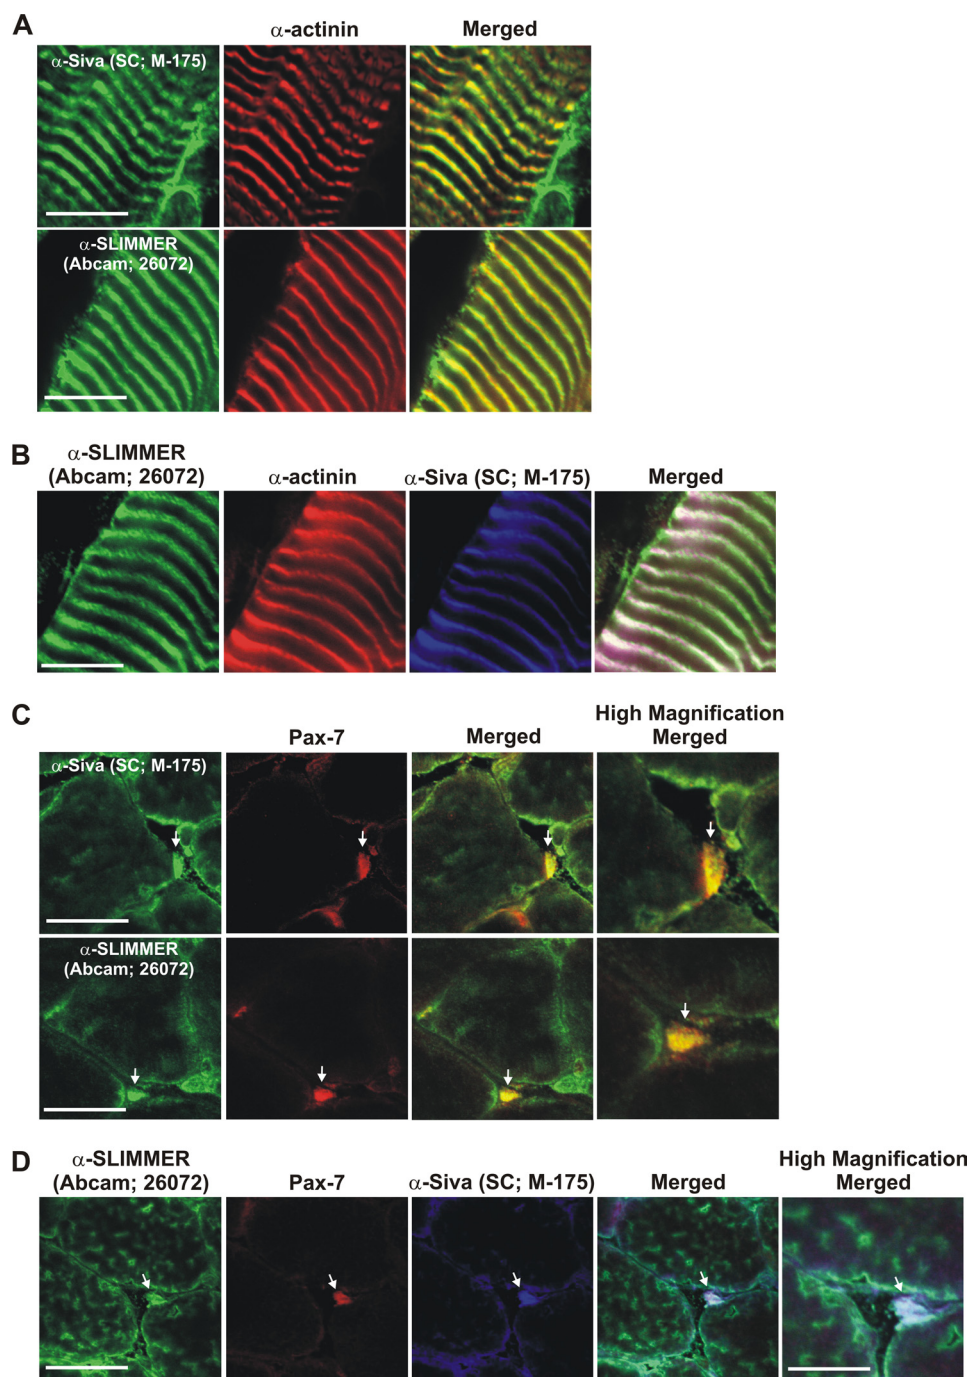 A
α-actinin
Merged
α-Siva (SC; M-175)
α-SLIMMER
(Abcam; 26072)
B
α-SLIMMER
(Abcam; 26072)
α-actinin
α-Siva (SC; M-175)
Merged
C
Pax-7
Merged
High Magnification
Merged
α-Siva (SC; M-175)
α-SLIMMER
(Abcam; 26072)
D
α-SLIMMER
(Abcam; 26072)
Pax-7
α-Siva (SC; M-175)
Merged
High Magnification
Merged